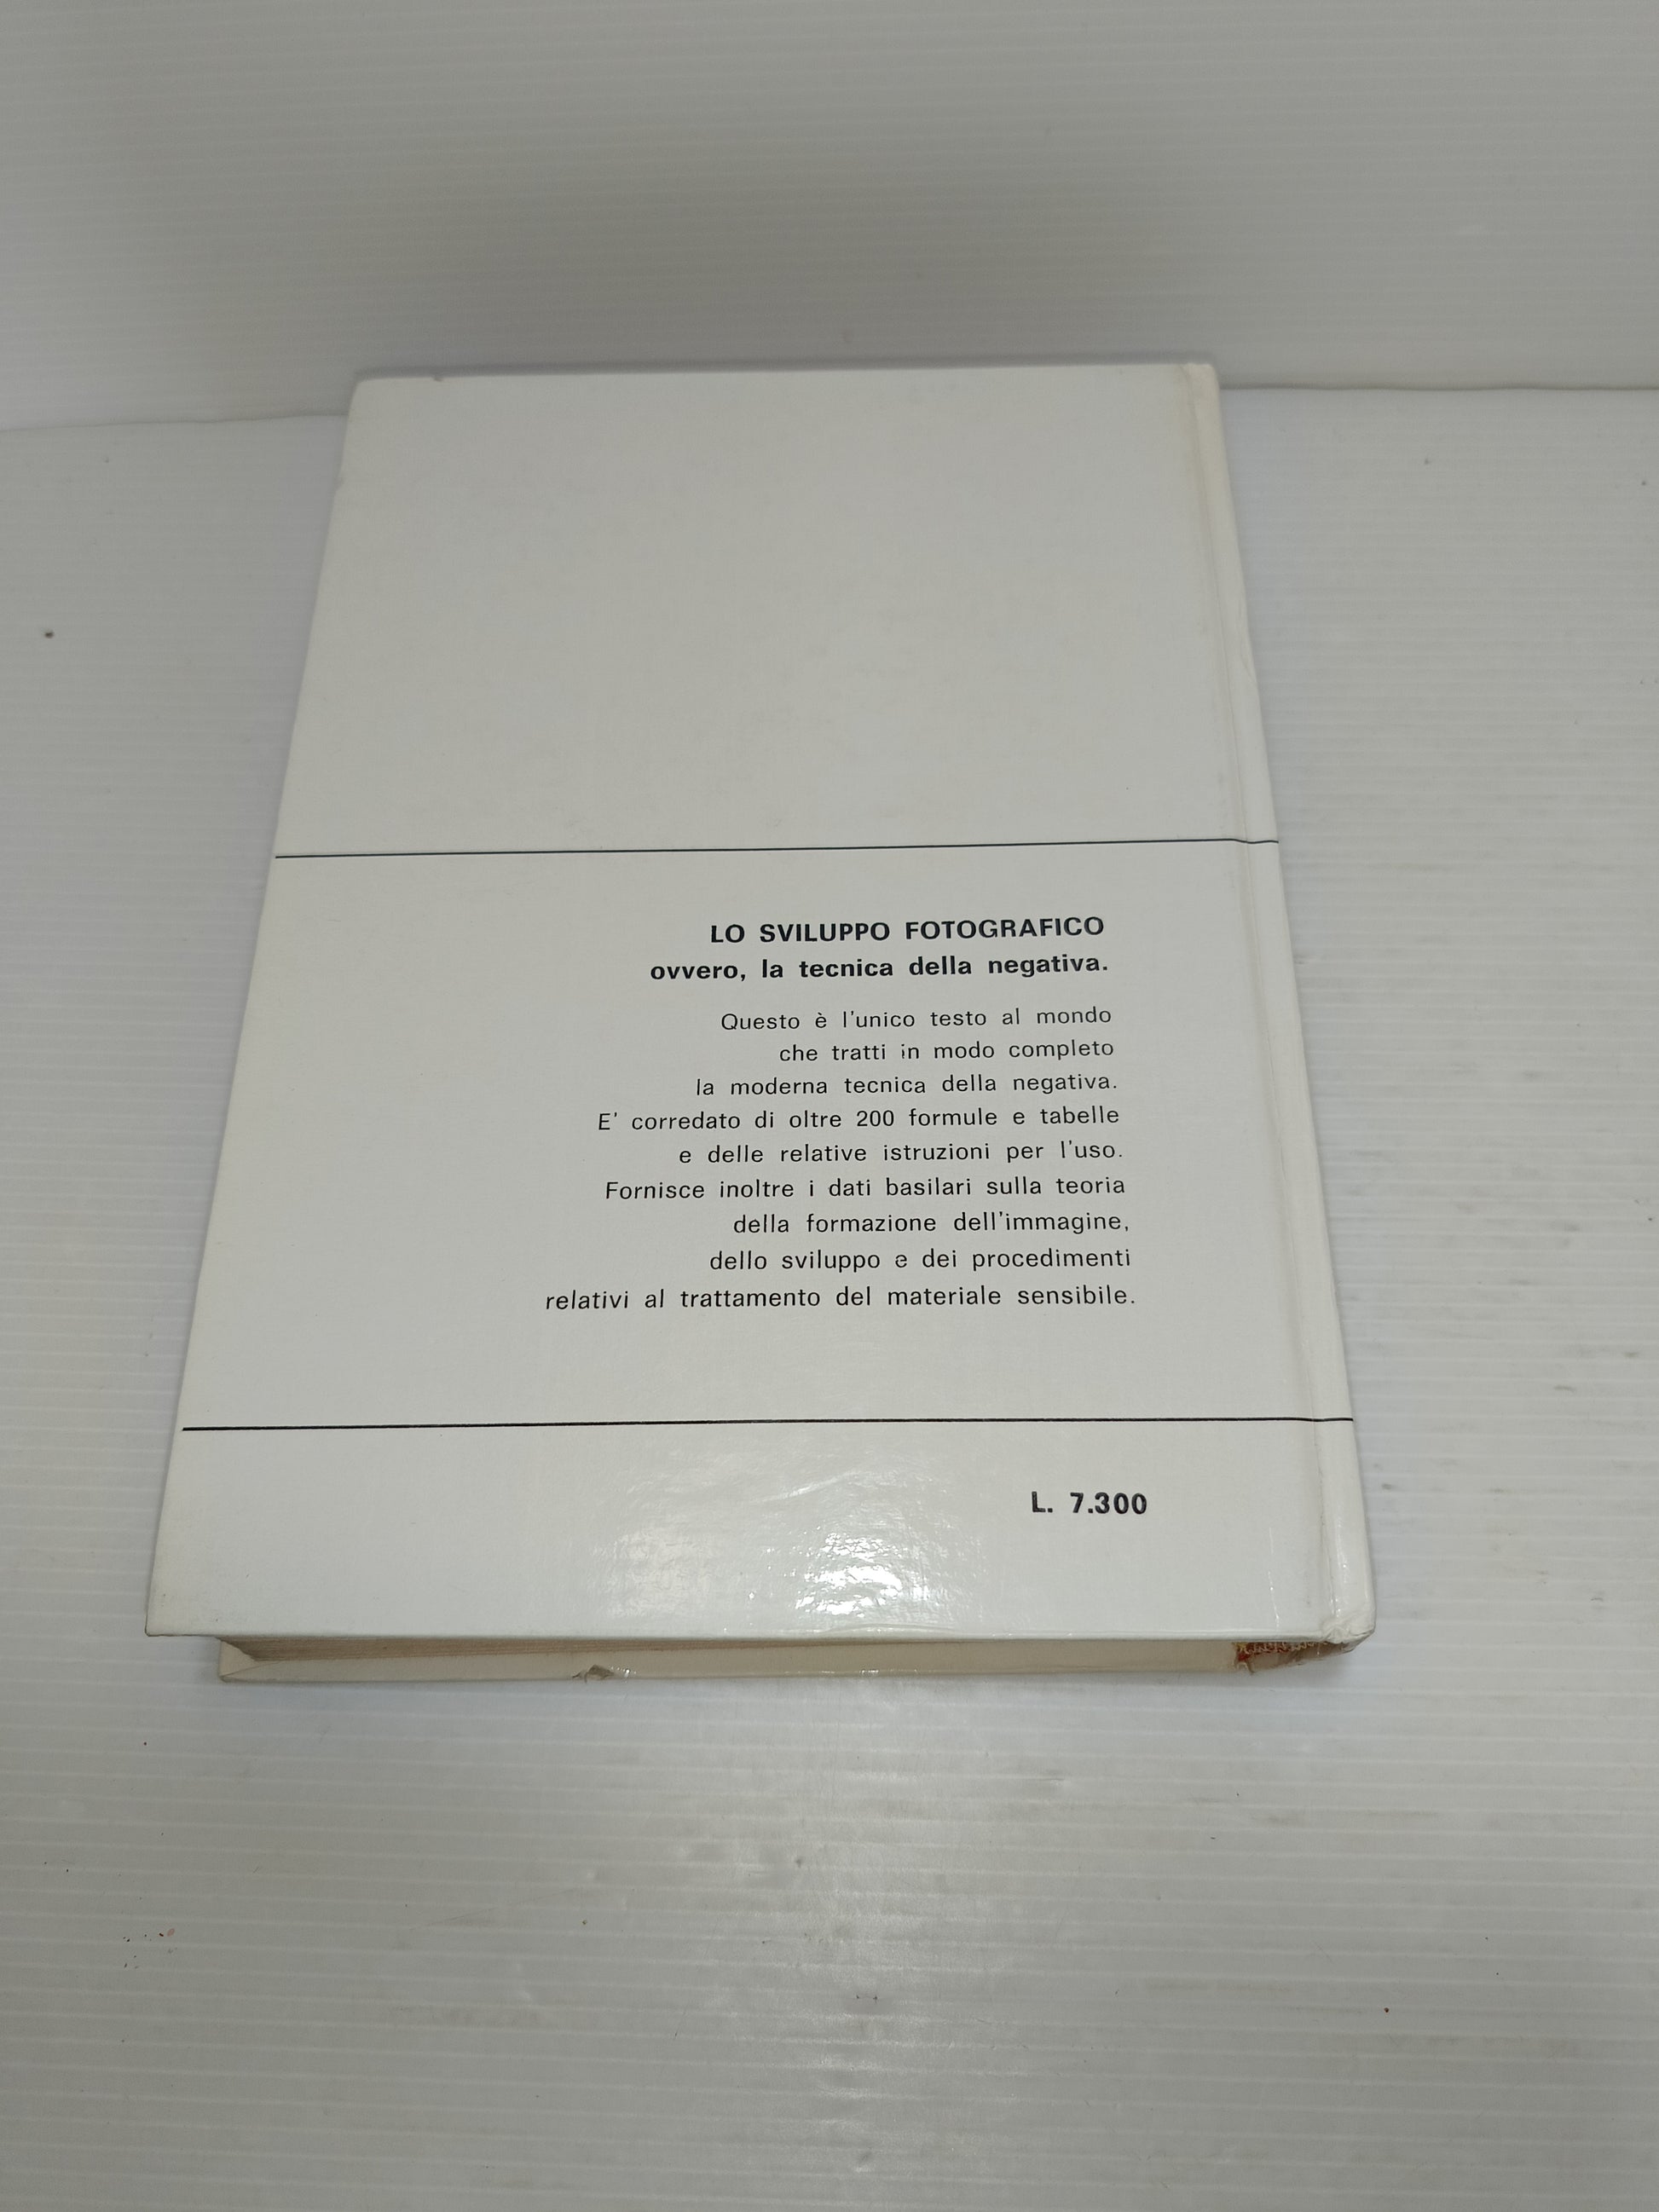 LO SVILUPPO FOTOGRAFICO
ovvero, la tecnica della negativa.
Questo è l'unico testo al mondo
che tratti in modo completo
la moderna tecnica della negativa.
E' corredato di oltre 200 formule e tabelle
e delle relative istruzioni per l'uso.
Fornisce inoltre i dati basilari sulla teoria
della formazione dell'immagine,
dello sviluppo e dei procedimenti
relativi al trattamento del materiale sensibile.
L. 7.300